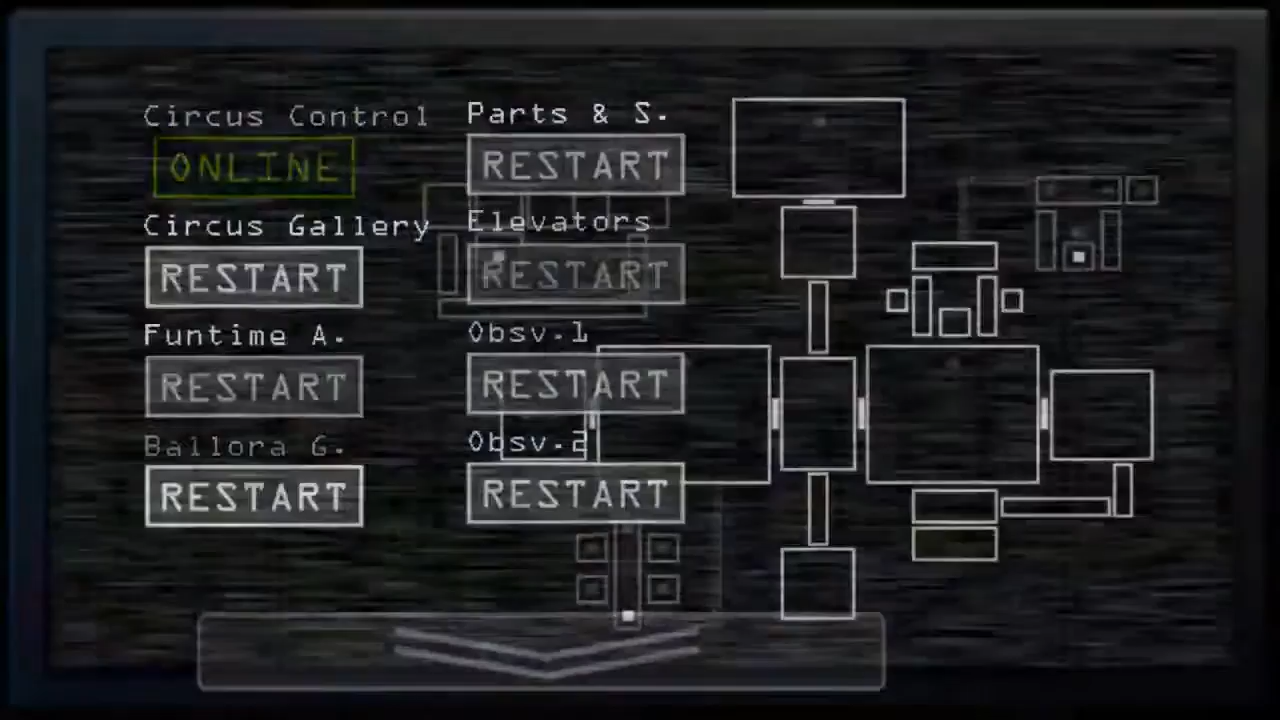 Circus Control
ONLINE
Circus Gallery
RESTART
Funtime A.
RESTART
Ballora G.
RESTART
Parts & S.
RESTART
Elevators
RESTART
Obsv.1
RESTART
Obsv.2
RESTART